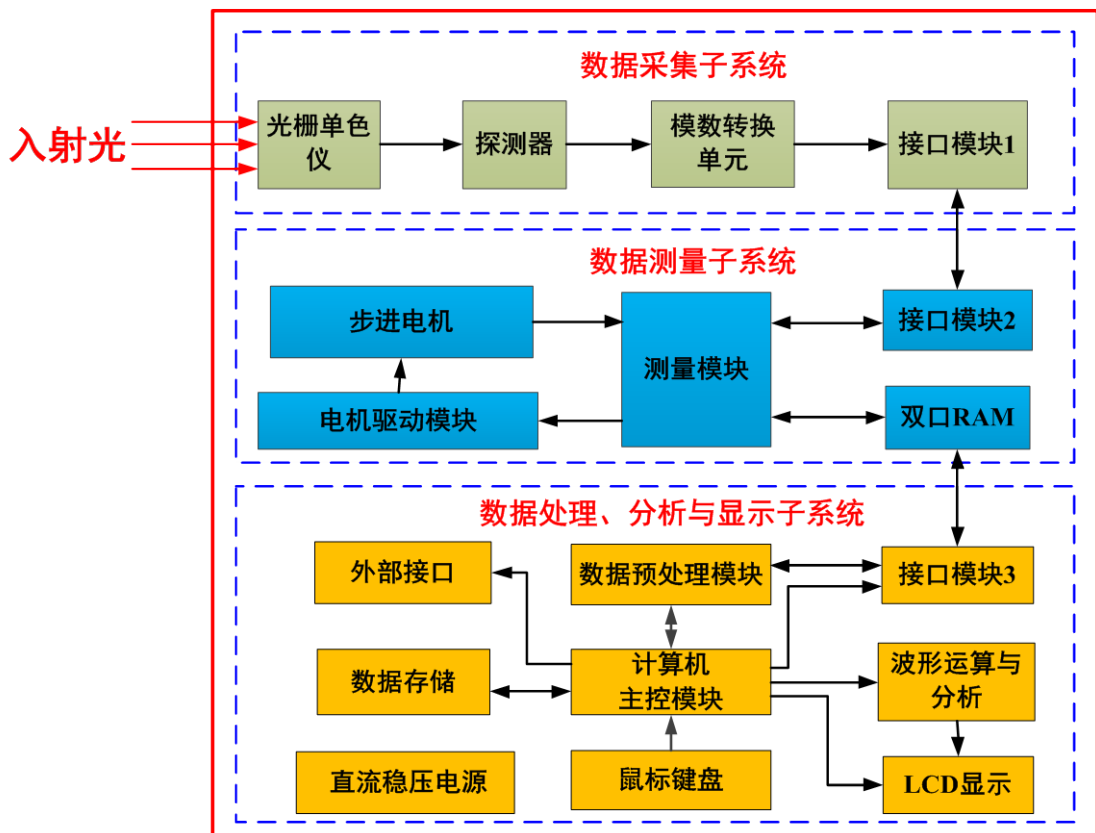 数据采集子系统
入射光
光栅单色
仪
探测器
模数转换
单元
接口模块1
数据测量子系统
步进电机
测量模块
接口模块2
电机驱动模块
双口RAM
数据处理、分析与显示子系统
外部接口
数据预处理模块
接口模块3
数据存储
计算机
主控模块
波形运算与
分析
直流稳压电源
鼠标键盘
LCD显示